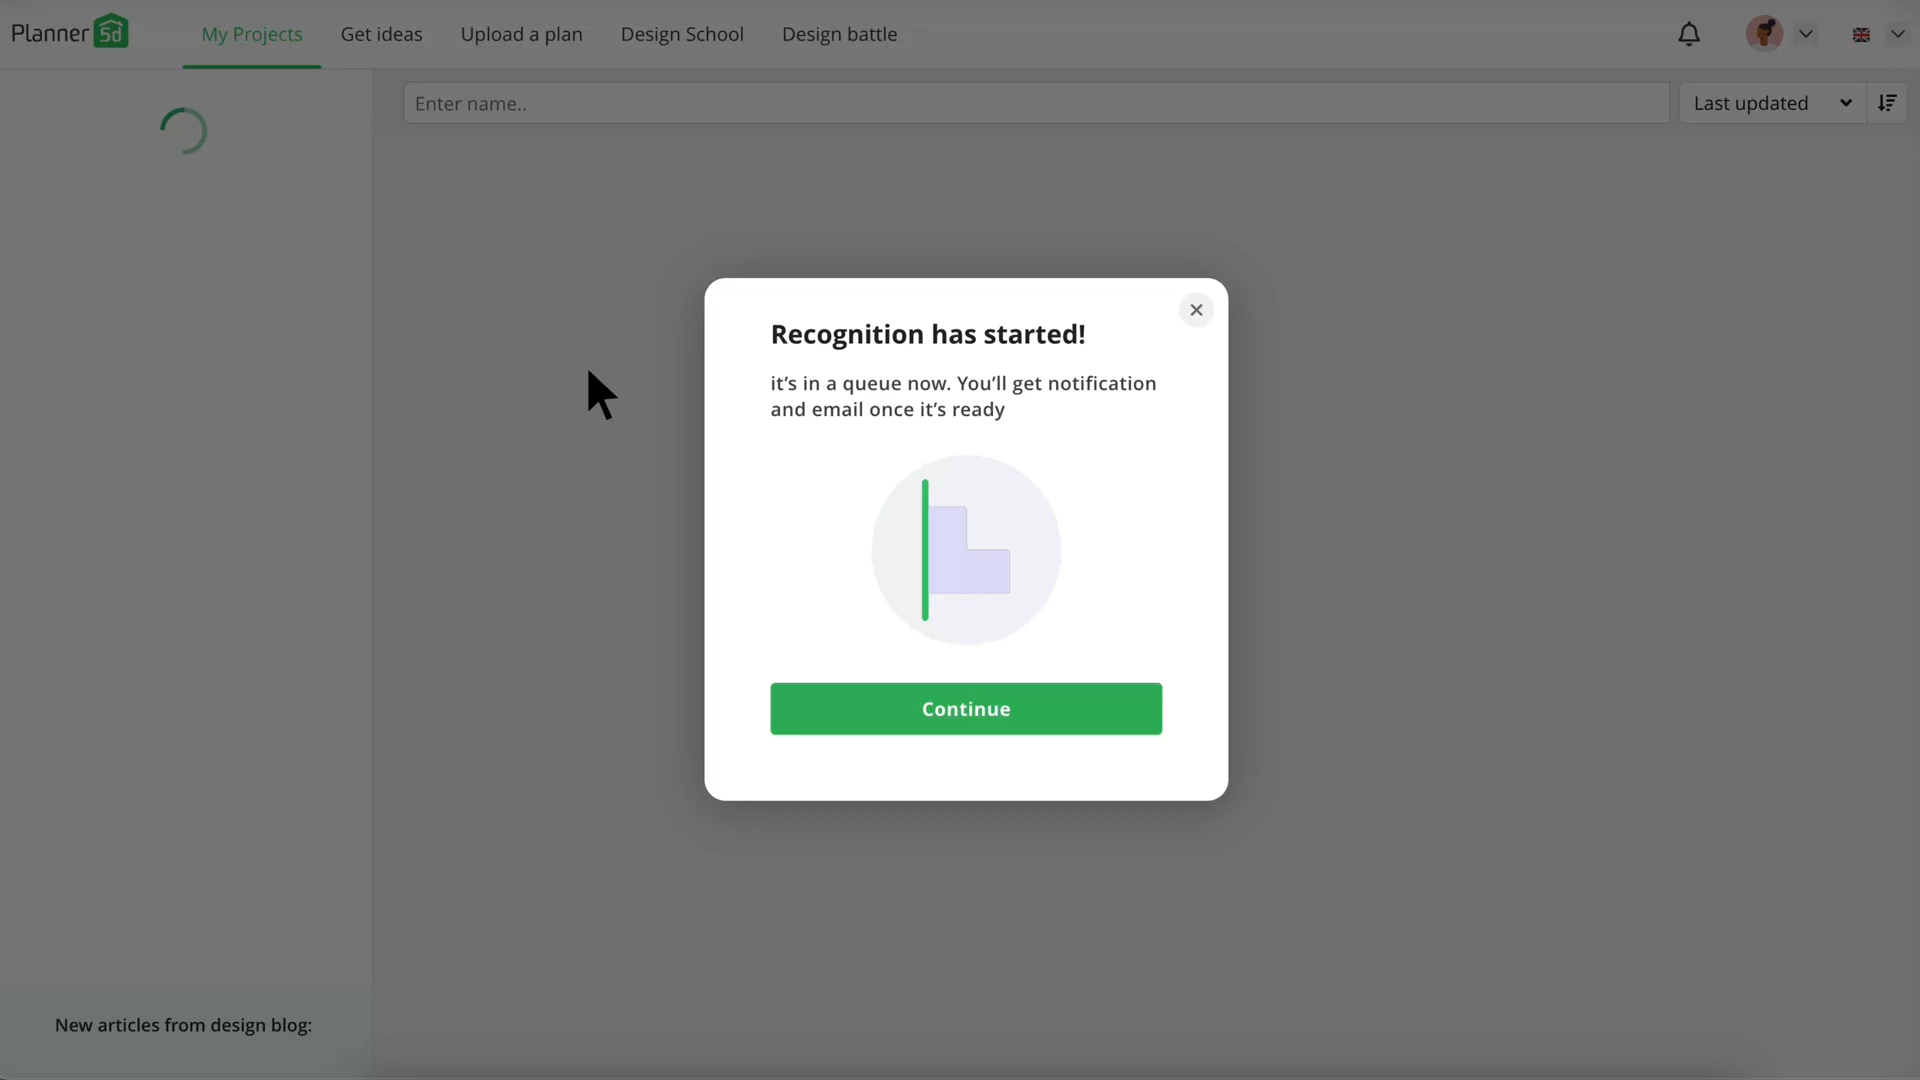 Planner 5d
My Projects
Get ideas
Upload a plan
Design School
Design battle
Enter name..
Last updated
Recognition has started!
it’s in a queue now. You’ll get notification
and email once it’s ready
Continue
New articles from design blog: